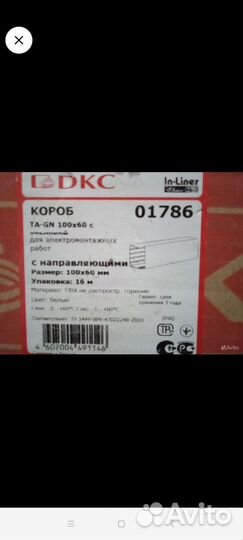 DKC
In-Liner
КОРОБ 01786
TA-GN 100x60 с
крышкой
для электромонтажных
работ
с направляющими
Размер: 100х60 мм
Упаковка: 16 м
Материал: ПВХ,не распростр. горение
Цвет: белый
Гарант. срок
хранения 3 года
IP40
4 607004 491146
Avito